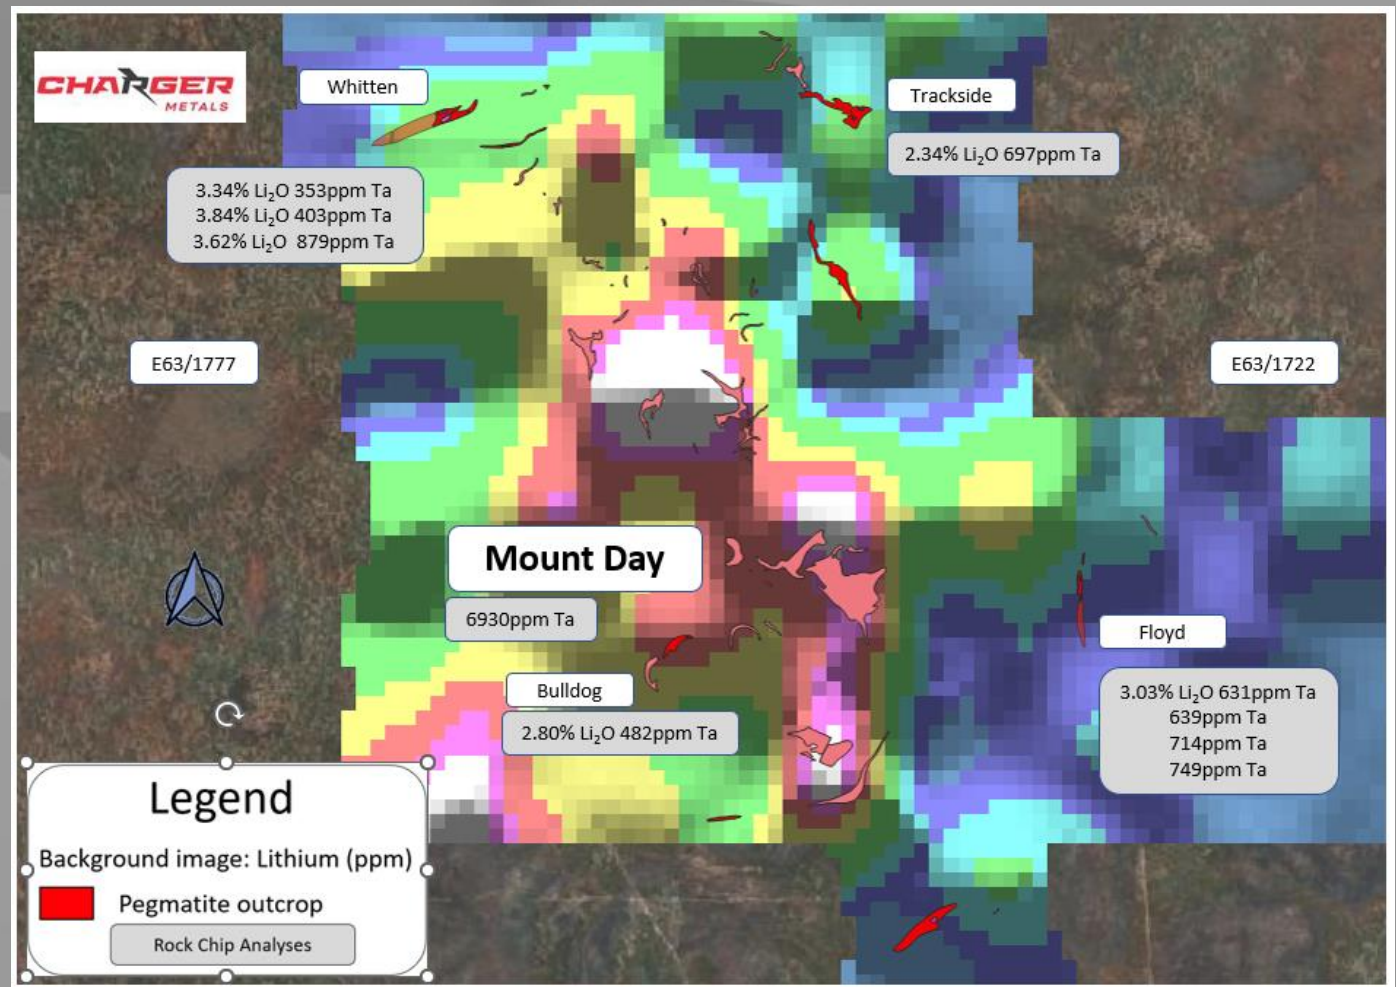 CHARGER
METALS
Whitten
3.34% Li₂O 353ppm Ta
3.84% Li₂O 403ppm Ta
3.62% Li₂O 879ppm Ta
Trackside
2.34% Li₂O 697ppm Ta
E63/1777
E63/1722
Mount Day
6930ppm Ta
Bulldog
2.80% Li₂O 482ppm Ta
Floyd
3.03% Li₂O 631ppm Ta
639ppm Ta
714ppm Ta
749ppm Ta
Legend
Background image: Lithium (ppm)
Pegmatite outcrop
Rock Chip Analyses